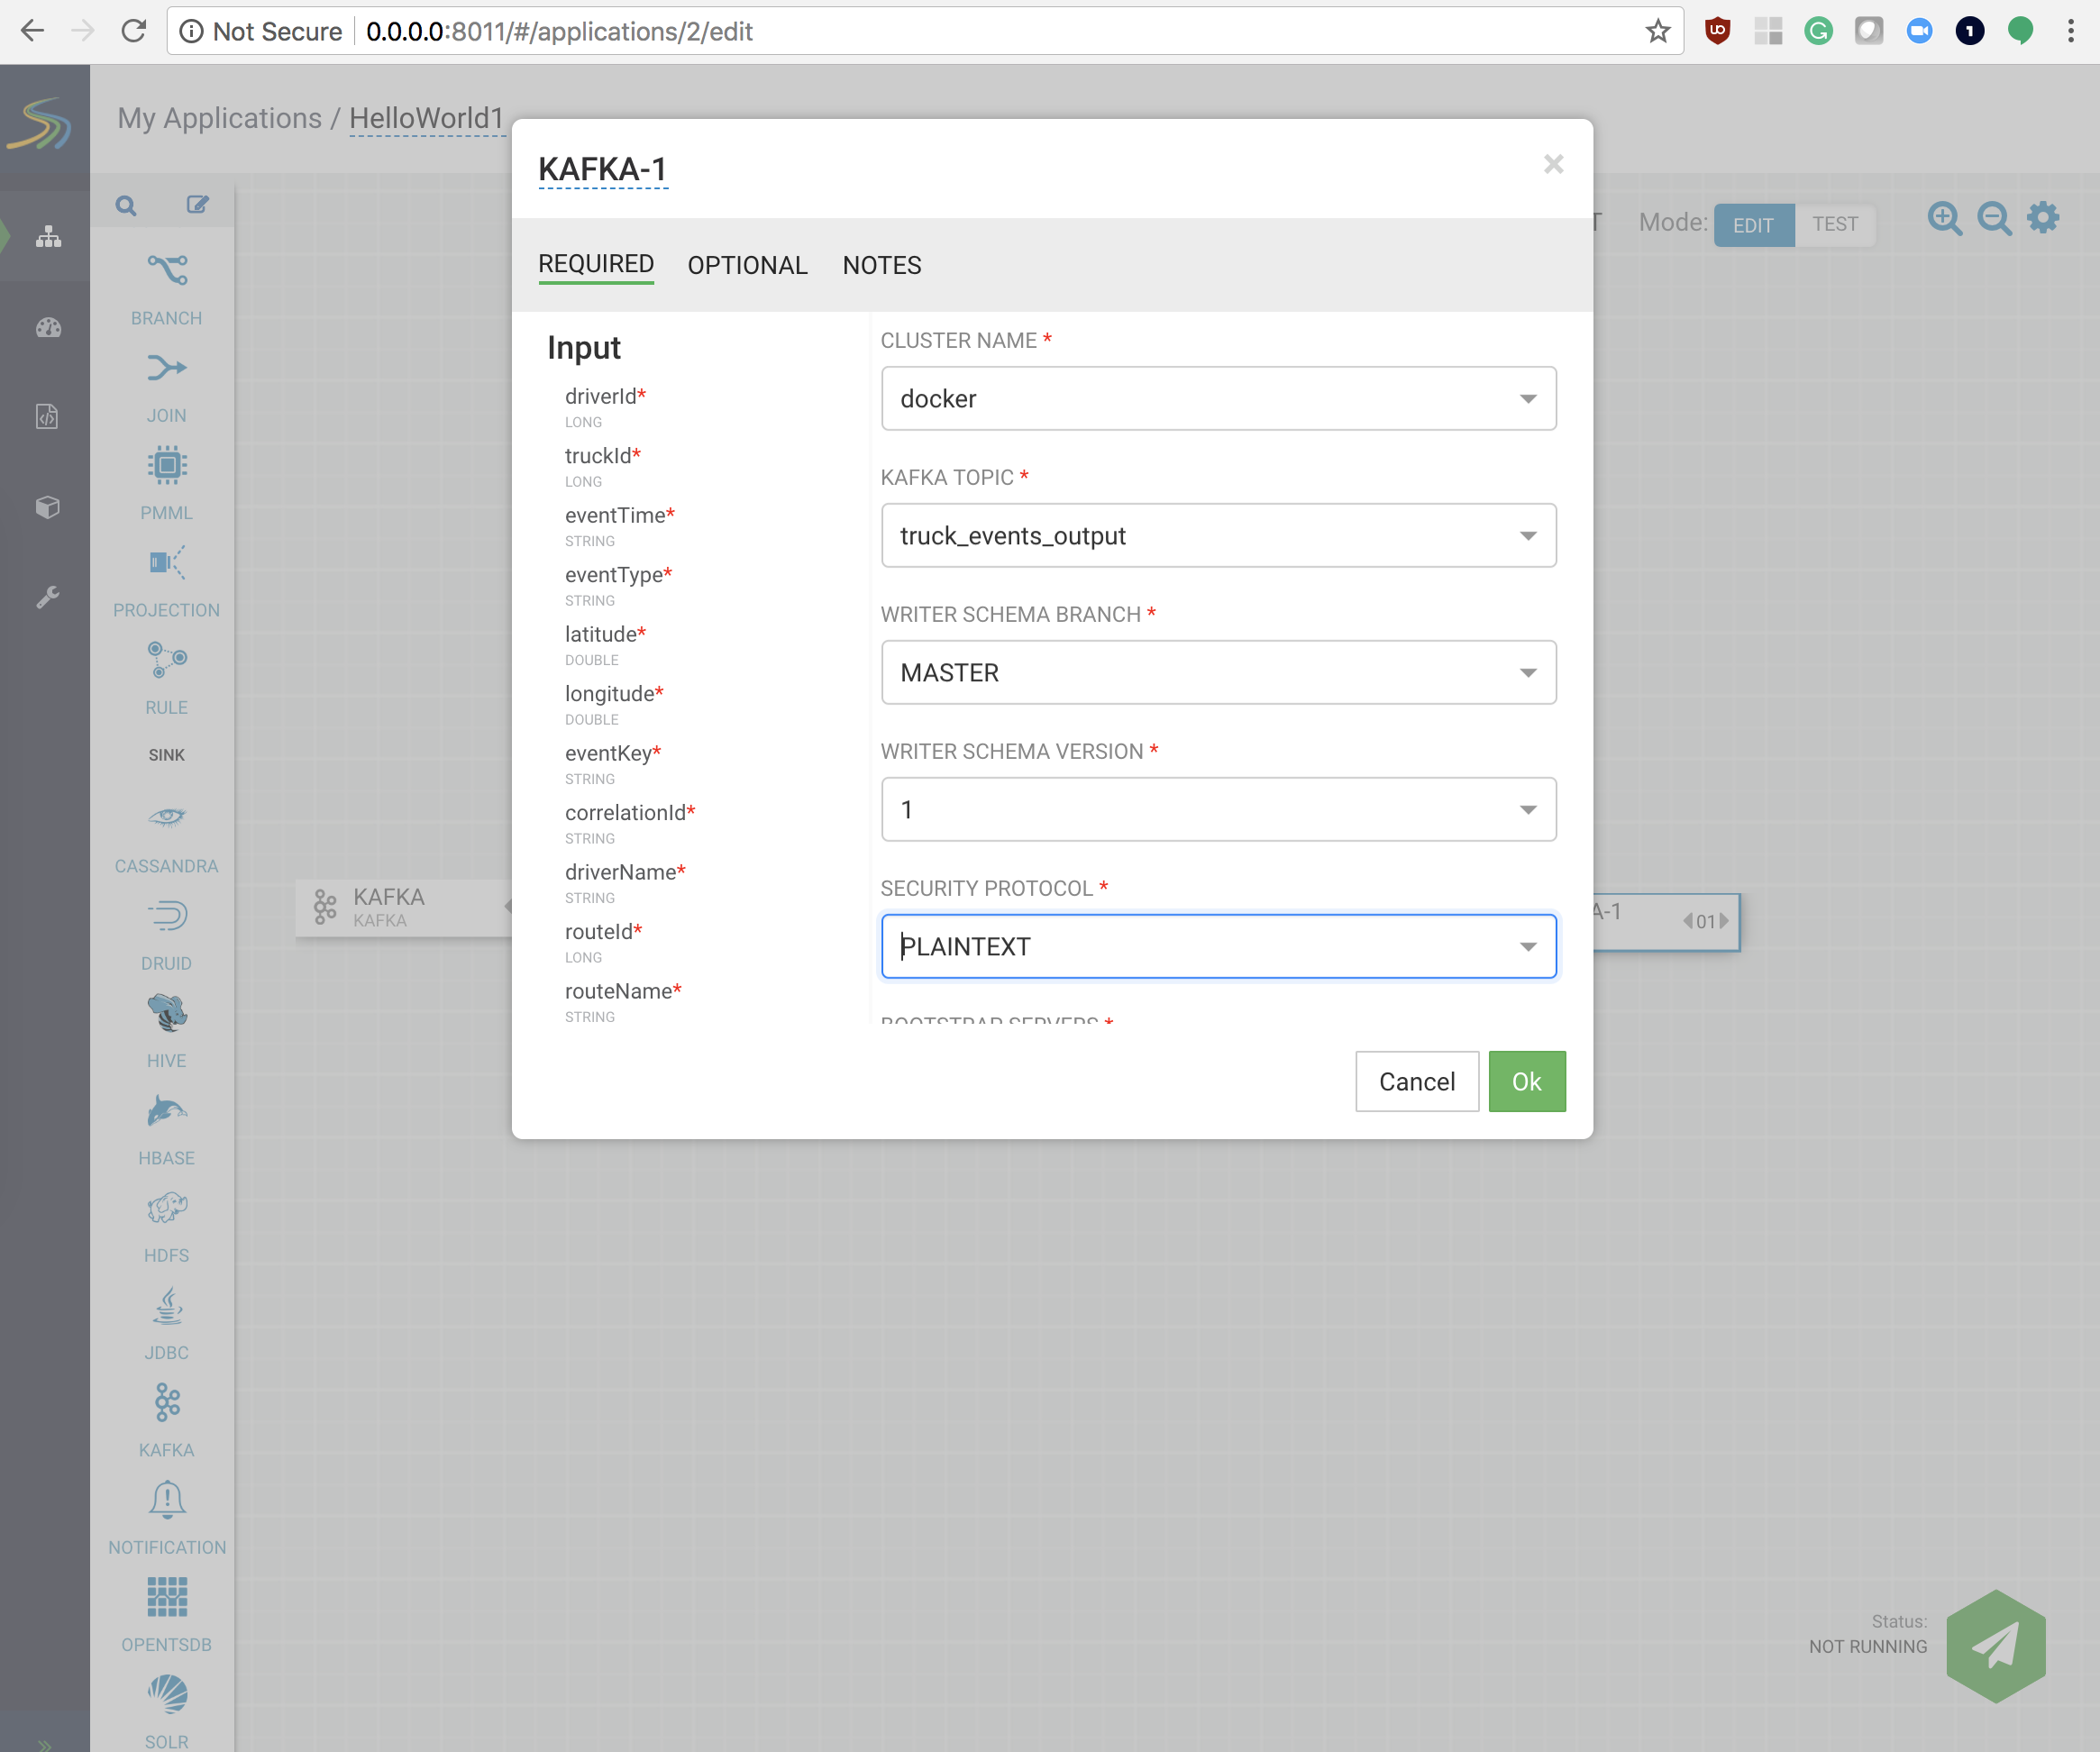 Not Secure
0.0.0.0:8011/#/applications/2/edit
My Applications / HelloWorld1
Mode: EDIT TEST
BRANCH
JOIN
PMML
PROJECTION
RULE
SINK
CASSANDRA
DRUID
HIVE
HBASE
HDFS
JDBC
KAFKA
NOTIFICATION
OPENTSDB
SOLR
KAFKA
KAFKA
KAFKA-1
×
REQUIRED OPTIONAL NOTES
Input
driverId*
LONG
truckId*
LONG
eventTime*
STRING
eventType*
STRING
latitude*
DOUBLE
longitude*
DOUBLE
eventKey*
STRING
correlationId*
STRING
driverName*
STRING
routeId*
LONG
routeName*
STRING
CLUSTER NAME *
docker
KAFKA TOPIC *
truck_events_output
WRITER SCHEMA BRANCH *
MASTER
WRITER SCHEMA VERSION *
1
SECURITY PROTOCOL *
PLAINTEXT
BOOTSTRAP SERVERS *
Cancel
Ok
A-1
01
Status:
NOT RUNNING